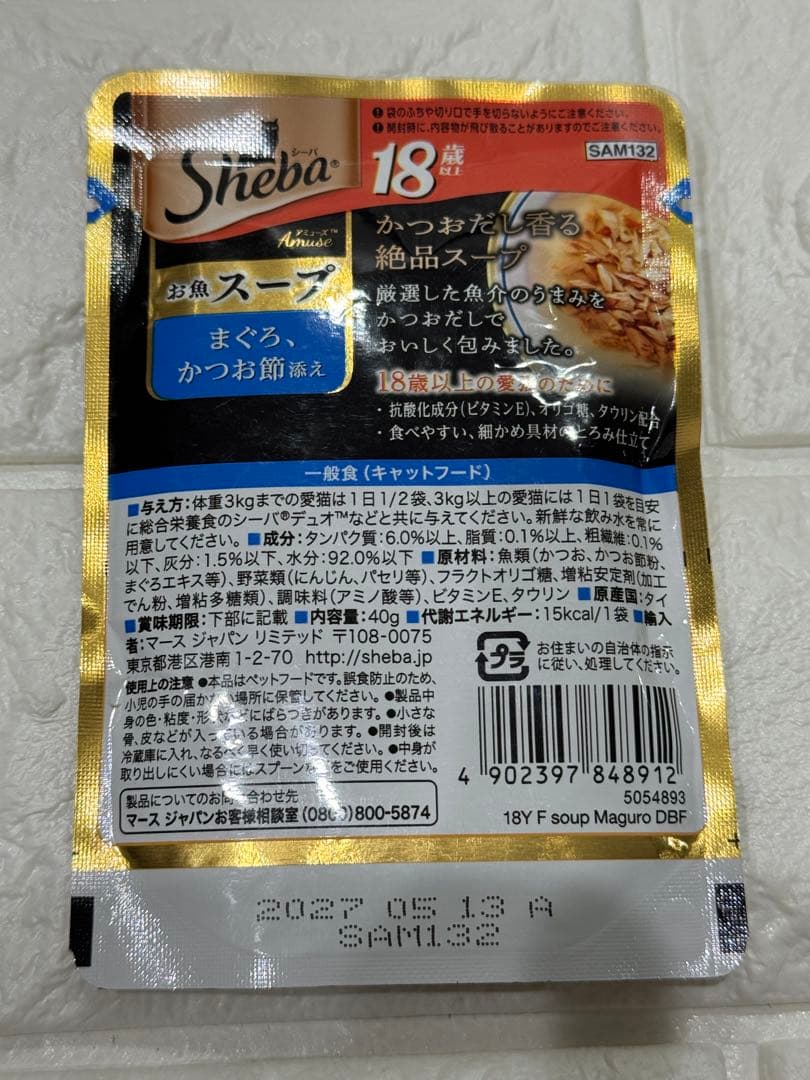 ❶袋のふちや切り口で手を切らないようにご注意ください。
❶開封時に、内容物が飛び散ることがありますのでご注意ください。
シーバ
Sheba®
18歳以上
SAM132
アミューズ™
Amuse
お魚スープ
まぐろ、
かつお節添え
かつおだし香る
絶品スープ
厳選した魚介のうまみを
かつおだしで
おいしく包みました。
18歳以上の愛猫のために
・抗酸化成分(ビタミンE)、オリゴ糖、タウリン配合
・食べやすい、細かめ具材のとろみ仕立て
一般食(キャットフード)
■与え方:体重3kgまでの愛猫は1日1/2袋、3kg以上の愛猫には1日1袋を目安
に総合栄養食のシーバ®デュオ™などと共に与えてください。新鮮な飲み水を常に
用意してください。■成分:タンパク質:6.0%以上、脂質:0.1%以上、粗繊維:0.1%
以下、灰分:1.5%以下、水分:92.0%以下 ■原材料:魚類(かつお、かつお節粉、
まぐろエキス等)、野菜類(にんじん、パセリ等)、フラクトオリゴ糖、増粘安定剤(加工
でん粉、増粘多糖類)、調味料(アミノ酸等)、ビタミンE、タウリン ■原産国:タイ
■賞味期限:下部に記載 ■内容量:40g ■代謝エネルギー:15kcal/1袋 ■輸入
者:マース ジャパン リミテッド 〒108-0075
東京都港区港南1-2-70 http://sheba.jp
プラ
お住まいの自治体の指示
に従い、処理してください。
使用上の注意 ●本品はペットフードです。誤食防止のため、
小児の手の届かない場所に保管してください。●製品中
身の色・粘度・形状などにばらつきがあります。●小さな
骨、皮などが入っている場合があります。●開封後は
冷蔵庫に入れ、なるべく早く使い切ってください。●中身が
取り出しにくい場合にはスプーン等をご使用ください。
製品についてのお問い合わせ先
マース ジャパンお客様相談室(0800)800-5874
4 902397 848912
5054893
18Y F soup Maguro DBF
2027 05 13 A
SAM132